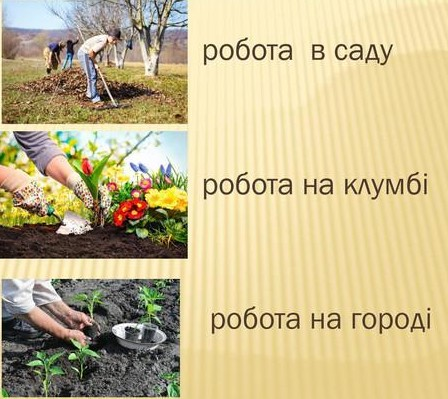 робота в саду
робота на клумбі
робота на городі